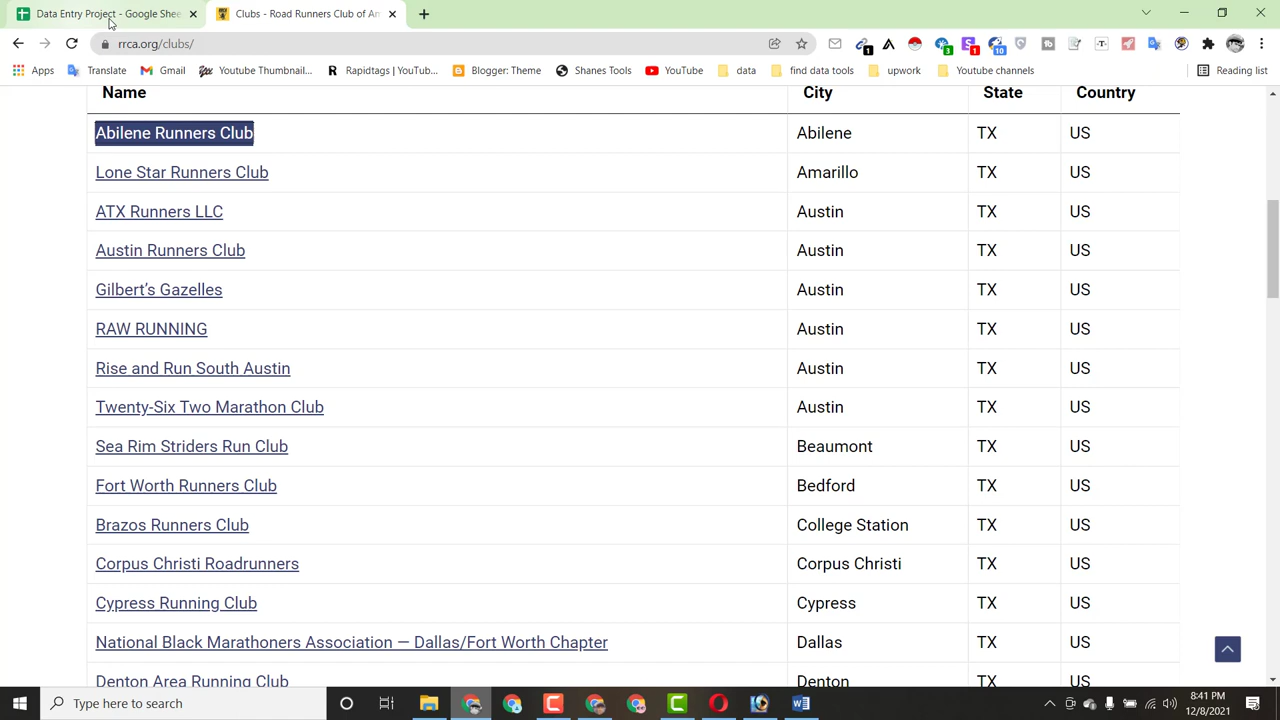 Data Entry Project - Google Shee
Clubs - Road Runners Club of Am
rrca.org/clubs/
1
3
1
10
Apps
Translate
Gmail
Youtube Thumbnail...
Rapidtags | YouTub...
Blogger: Theme
Shanes Tools
YouTube
data
find data tools
upwork
Youtube channels
Reading list
Name City State Country
Abilene Runners Club Abilene TX US
Lone Star Runners Club Amarillo TX US
ATX Runners LLC Austin TX US
Austin Runners Club Austin TX US
Gilbert’s Gazelles Austin TX US
RAW RUNNING Austin TX US
Rise and Run South Austin Austin TX US
Twenty-Six Two Marathon Club Austin TX US
Sea Rim Striders Run Club Beaumont TX US
Fort Worth Runners Club Bedford TX US
Brazos Runners Club College Station TX US
Corpus Christi Roadrunners Corpus Christi TX US
Cypress Running Club Cypress TX US
National Black Marathoners Association — Dallas/Fort Worth Chapter Dallas TX US
Denton Area Running Club Denton TX US
Type here to search
8:41 PM
12/8/2021